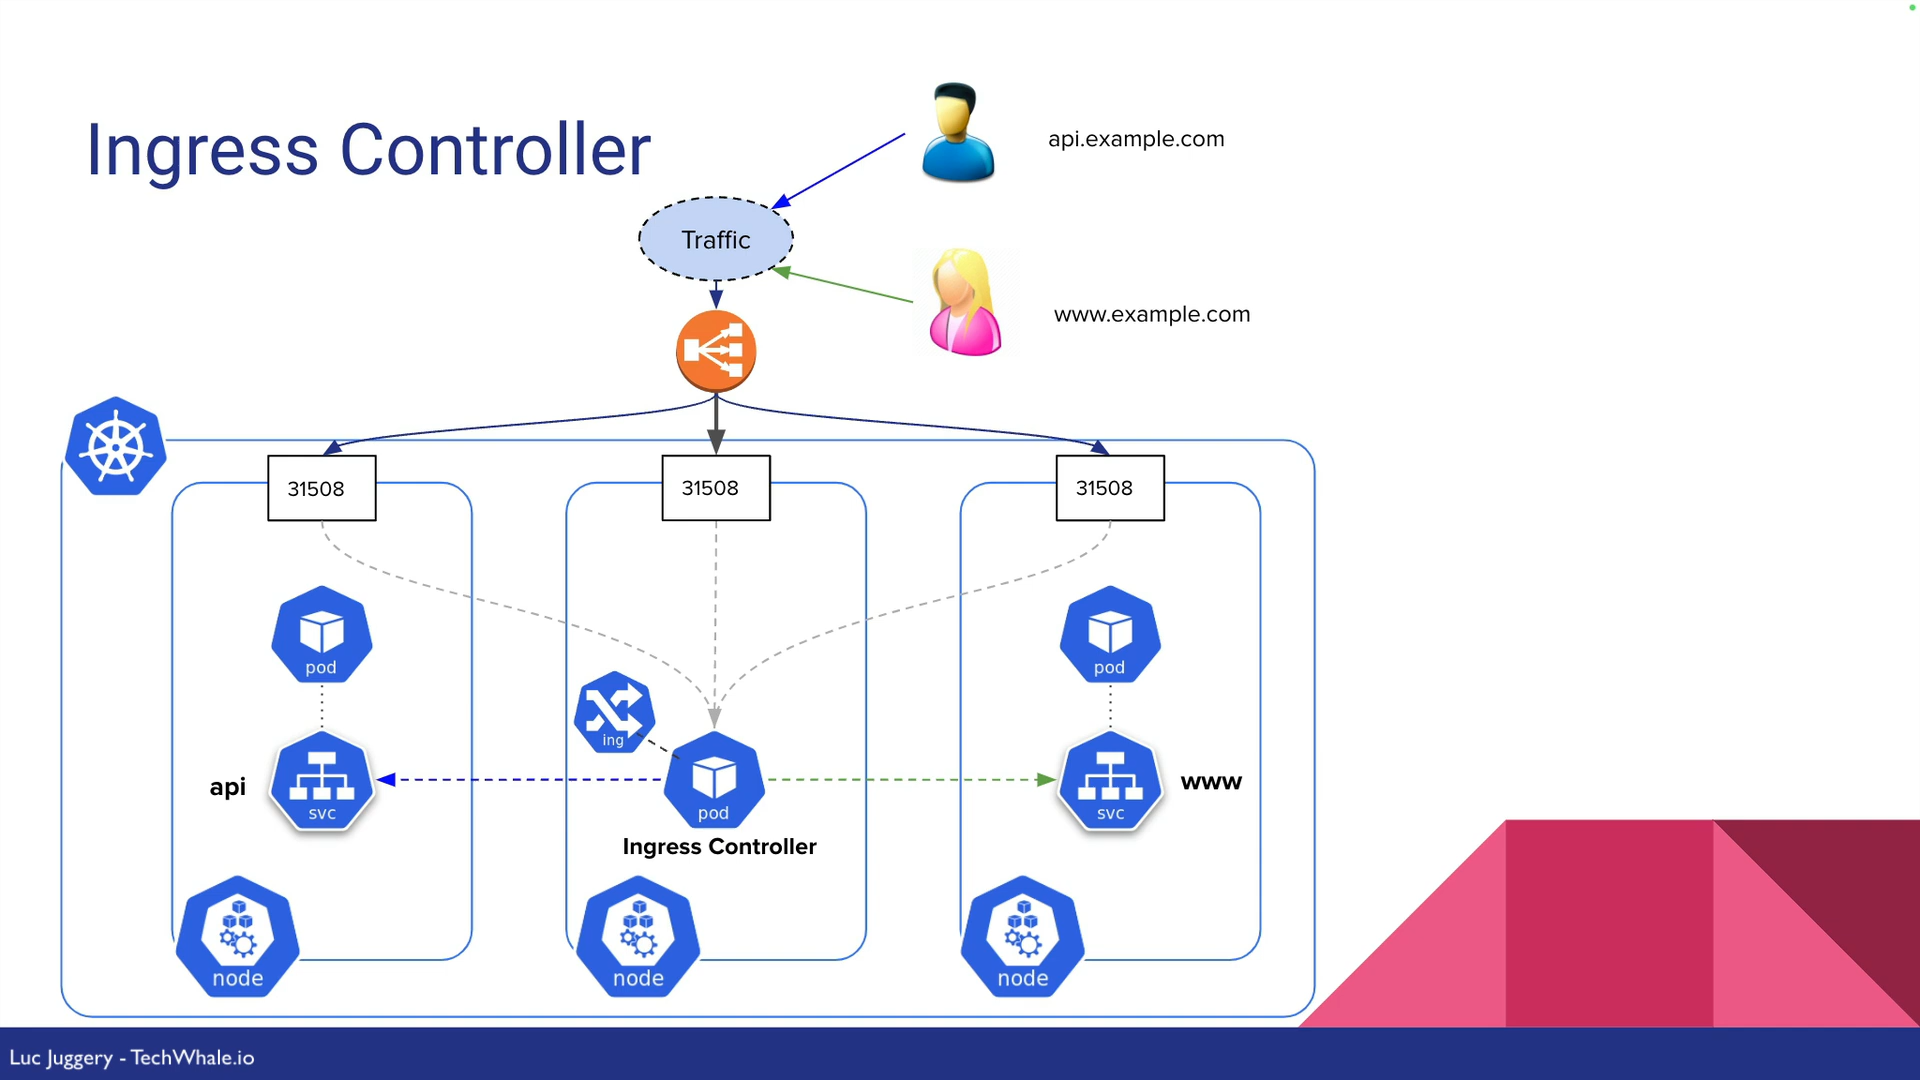 Ingress Controller
api.example.com
Traffic
www.example.com
31508
31508
31508
pod
pod
ing
api
svc
pod
svc
www
Ingress Controller
node
node
node
Luc Juggery - TechWhale.io